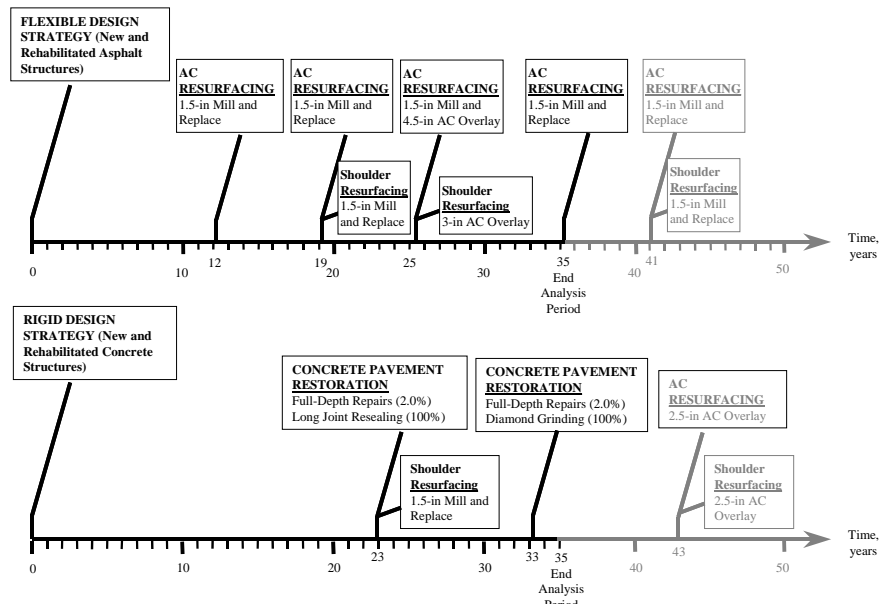 FLEXIBLE DESIGN
STRATEGY (New and
Rehabilitated Asphalt
Structures)
AC
RESURFACING
1.5-in Mill and
Replace
AC
RESURFACING
1.5-in Mill and
Replace
AC
RESURFACING
1.5-in Mill and
4.5-in AC Overlay
AC
RESURFACING
1.5-in Mill and
Replace
AC
RESURFACING
1.5-in Mill and
Replace
Shoulder
Resurfacing
1.5-in Mill
and Replace
Shoulder
Resurfacing
3-in AC Overlay
Shoulder
Resurfacing
1.5-in Mill
and Replace
Time,
years
0
10
12
19
20
25
30
35
End
Analysis
Period
40
41
50
RIGID DESIGN
STRATEGY (New and
Rehabilitated Concrete
Structures)
CONCRETE PAVEMENT
RESTORATION
Full-Depth Repairs (2.0%)
Long Joint Resealing (100%)
CONCRETE PAVEMENT
RESTORATION
Full-Depth Repairs (2.0%)
Diamond Grinding (100%)
AC
RESURFACING
2.5-in AC Overlay
Shoulder
Resurfacing
1.5-in Mill and
Replace
Shoulder
Resurfacing
2.5-in AC
Overlay
Time,
years
0
10
23
30
33
35
End
Analysis
Period
40
43
50